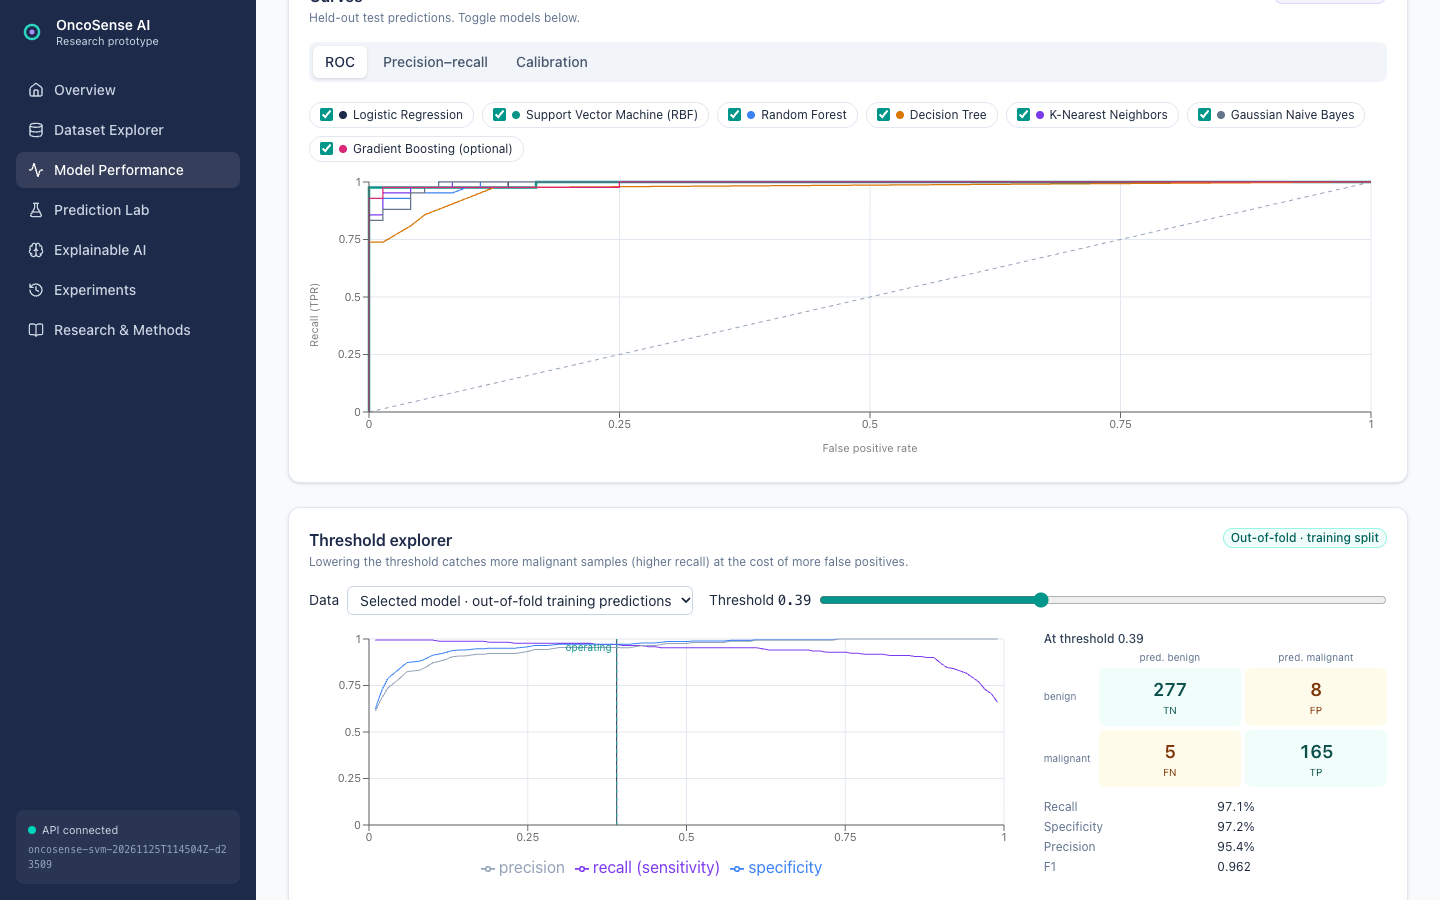 OncoSense AI
Research prototype
Overview
Dataset Explorer
Model Performance
Prediction Lab
Explainable AI
Experiments
Research & Methods
API connected
oncosense-svm-20261125T114504Z-d2
3509
Held-out test predictions. Toggle models below.
ROC Precision–recall Calibration
Logistic Regression Support Vector Machine (RBF) Random Forest Decision Tree K-Nearest Neighbors Gaussian Naive Bayes
Gradient Boosting (optional)
1
0.75
0.5
0.25
0
Recall (TPR)
0 0.25 0.5 0.75 1
False positive rate
Threshold explorer
Out-of-fold · training split
Lowering the threshold catches more malignant samples (higher recall) at the cost of more false positives.
Data Selected model · out-of-fold training predictions Threshold 0.39
1
0.75
0.5
0.25
0
operating
0 0.25 0.5 0.75 1
precision recall (sensitivity) specificity
At threshold 0.39
pred. benign pred. malignant
benign 277 TN 8 FP
malignant 5 FN 165 TP
Recall 97.1%
Specificity 97.2%
Precision 95.4%
F1 0.962